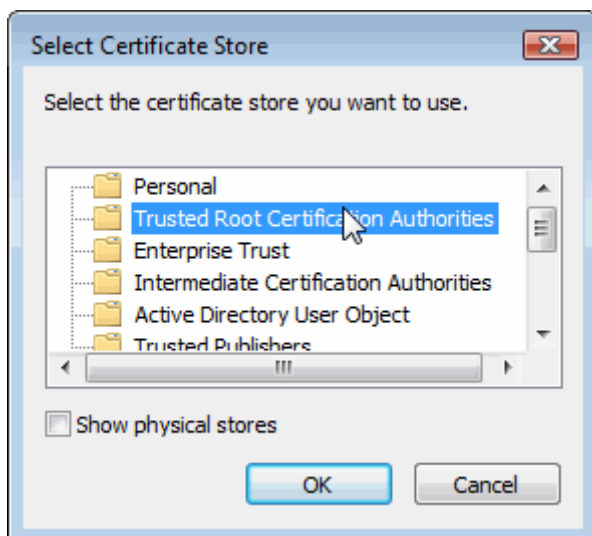 Select Certificate Store
Select the certificate store you want to use.
Personal
Trusted Root Certification Authorities
Enterprise Trust
Intermediate Certification Authorities
Active Directory User Object
Trusted Publishers
Show physical stores
OK Cancel